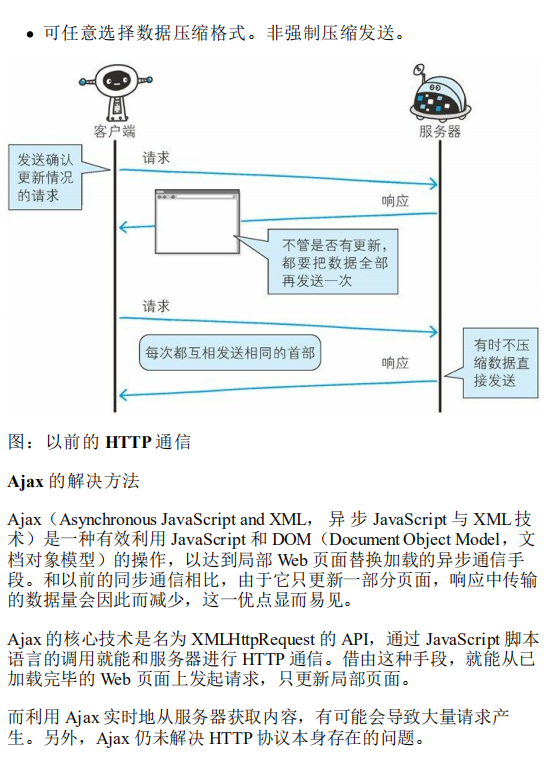 • 可任意选择数据压缩格式。非强制压缩发送。
客户端
服务器
发送确认
更新情况
的请求
请求
响应
不管是否有更新，
都要把数据全部
再发送一次
请求
每次都互相发送相同的首部
响应
有时不压
缩数据直
接发送
图：以前的 HTTP 通信
Ajax 的解决方法
Ajax（Asynchronous JavaScript and XML， 异 步 JavaScript 与 XML 技
术）是一种有效利用 JavaScript 和 DOM（Document Object Model，文
档对象模型）的操作，以达到局部 Web 页面替换加载的异步通信手
段。和以前的同步通信相比，由于它只更新一部分页面，响应中传输
的数据量会因此而减少，这一优点显而易见。
Ajax 的核心技术是名为 XMLHttpRequest 的 API，通过 JavaScript 脚本
语言的调用就能和服务器进行 HTTP 通信。借由这种手段，就能从已
加载完毕的 Web 页面上发起请求，只更新局部页面。
而利用 Ajax 实时地从服务器获取内容，有可能会导致大量请求产
生。另外，Ajax 仍未解决 HTTP 协议本身存在的问题。